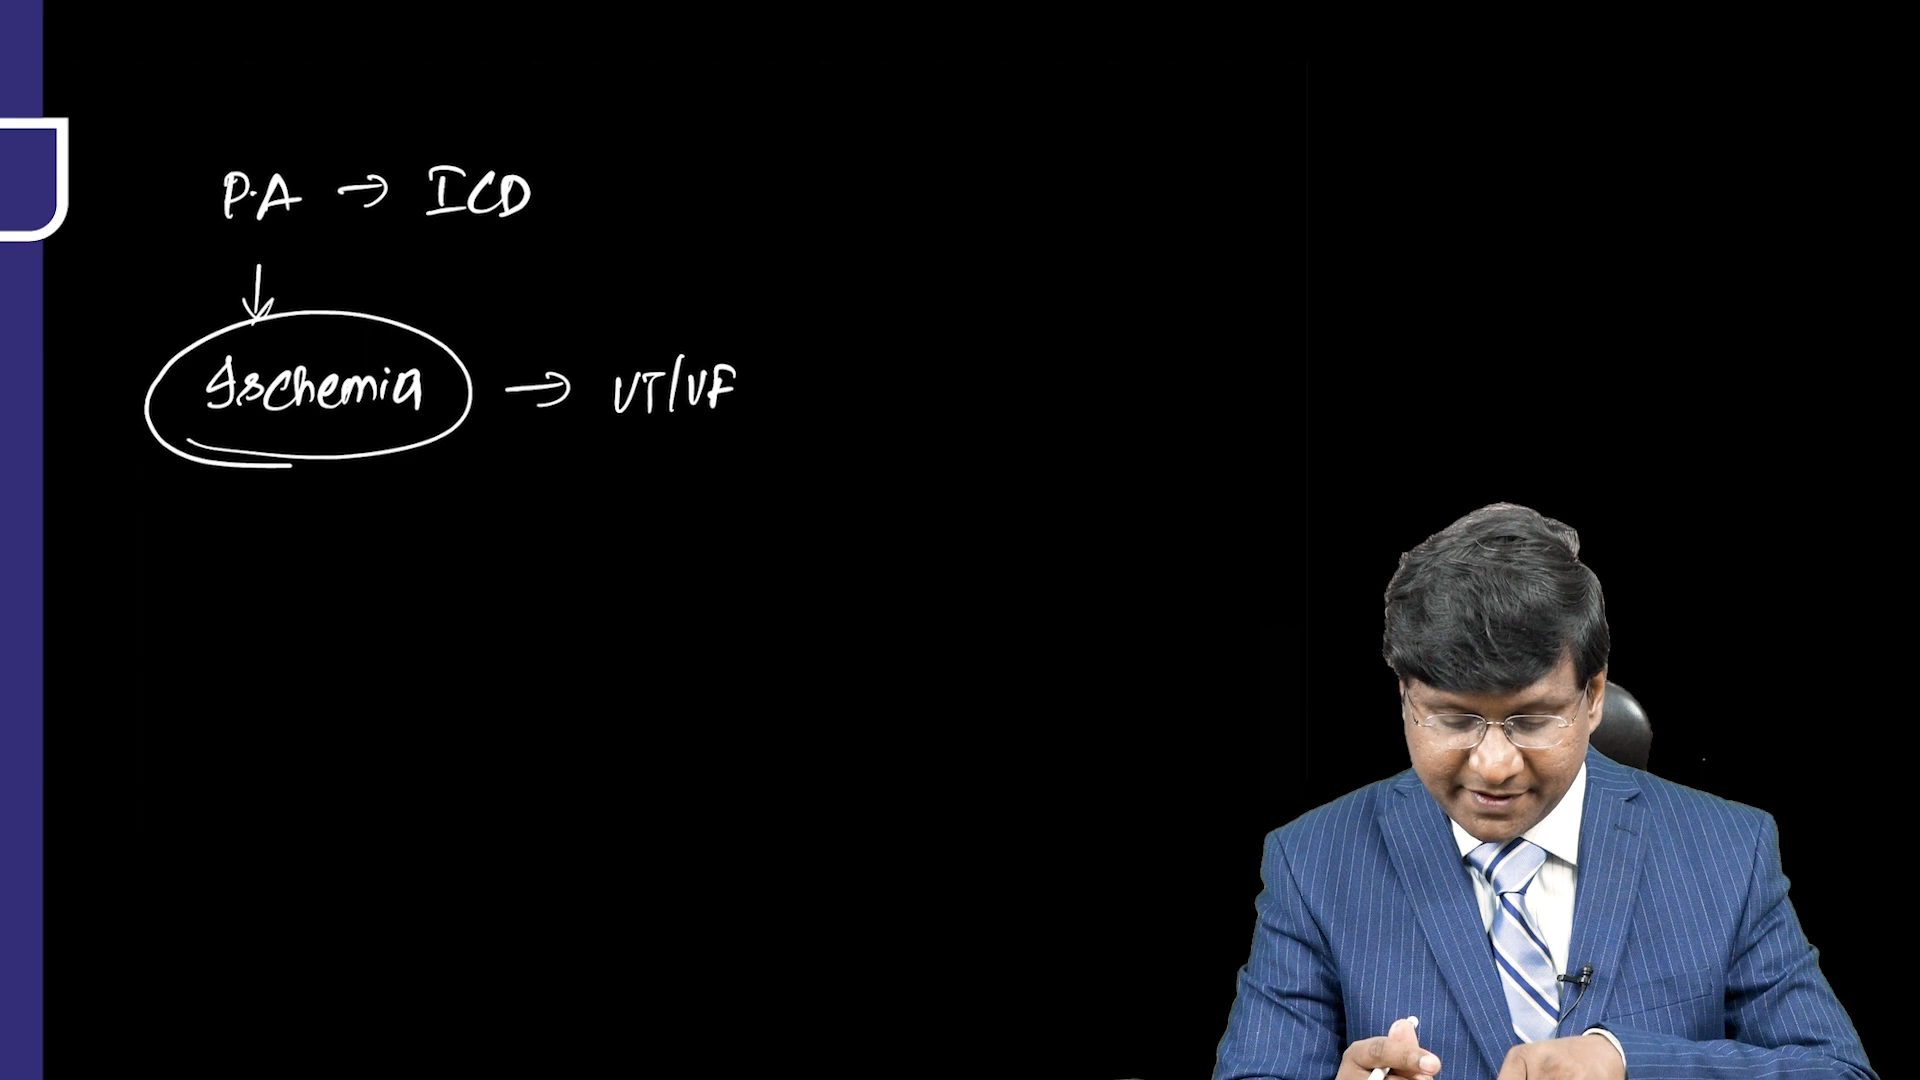 P.A → ICD
↓
Ischemia → VT/VF